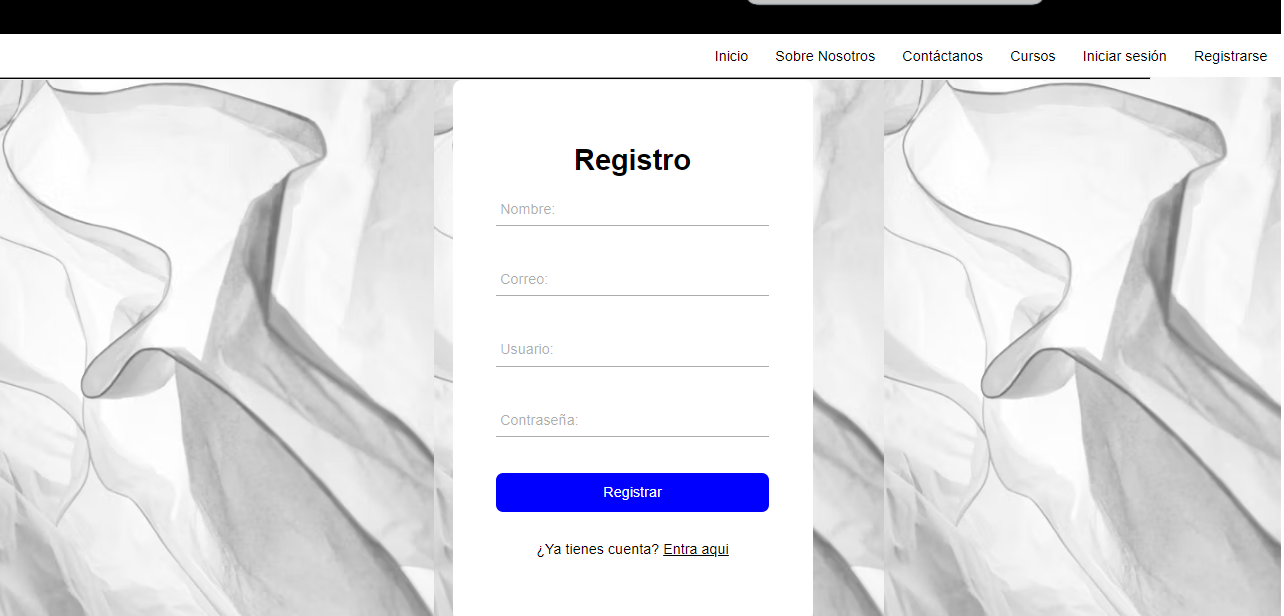 Inicio Sobre Nosotros Contáctanos Cursos Iniciar sesión Registrarse
Registro
Nombre:
Correo:
Usuario:
Contraseña:
Registrar
¿Ya tienes cuenta? Entra aqui